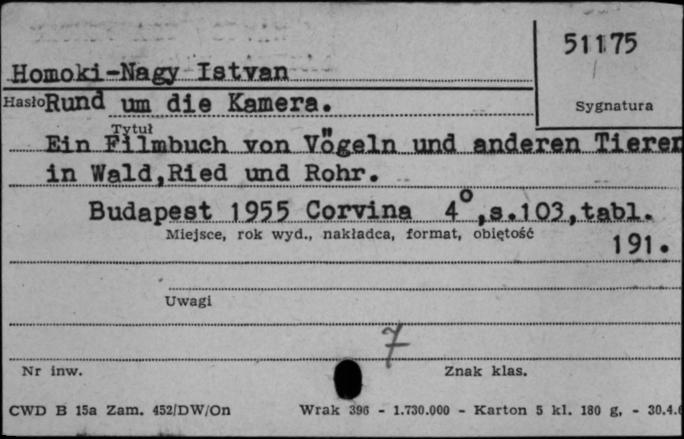 51175
Homoki-Nagy Istvan
Hasło Rund um die Kamera.
Sygnatura
Tytuł
Ein Filmbuch von Vögeln und anderen Tieren
in Wald,Ried und Rohr.
Budapest 1955 Corvina 4°,s.103,tabl.
Miejsce, rok wyd., nakładca, format, objętość
191.
Uwagi
7
Nr inw.
Znak klas.
CWD B 15a Zam. 452/DW/On Wrak 396 - 1.730.000 - Karton 5 kl. 180 g, - 30.4.6